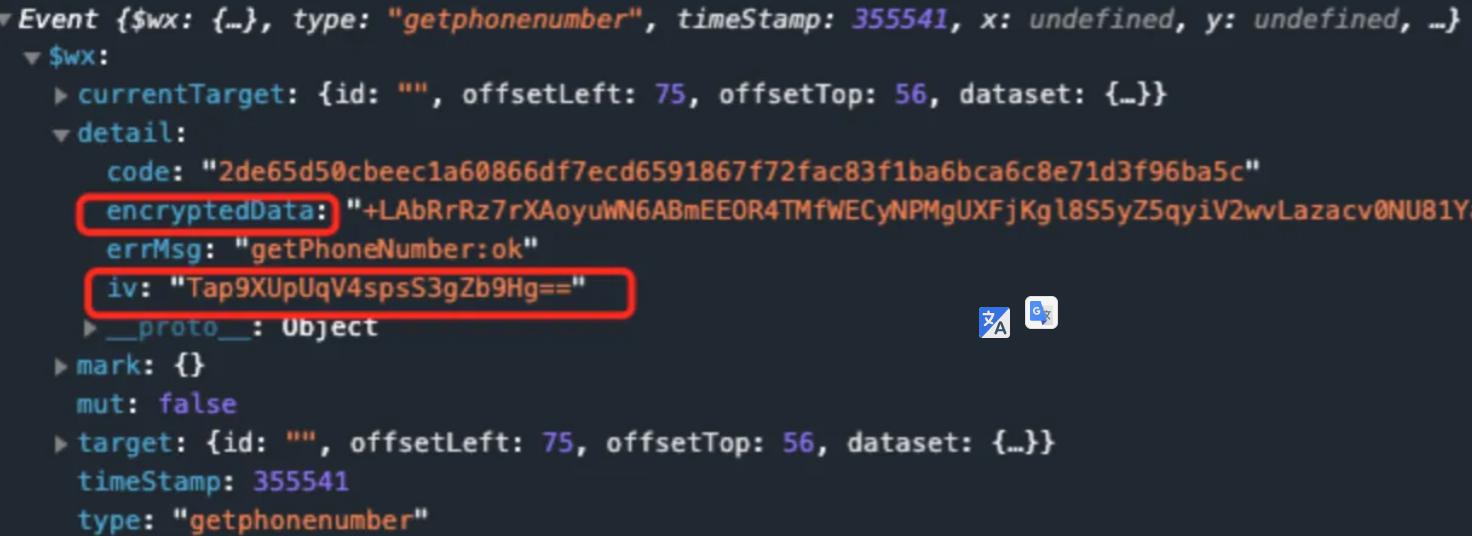 Event {$wx: {…}, type: "getphonenumber", timeStamp: 355541, x: undefined, y: undefined, …}
$wx:
currentTarget: {id: "", offsetLeft: 75, offsetTop: 56, dataset: {…}}
detail:
code: "2de65d50cbeec1a60866df7ecd6591867f72fac83f1ba6bca6c8e71d3f96ba5c"
encryptedData: "+LAbRrRz7rXAoyuWN6ABmEEOR4TMfWECyNPMgUXFjKgl8S5yZ5qyiV2wvLazacv0NU81Y
errMsg: "getPhoneNumber:ok"
iv: "Tap9XUpUqV4spsS3gZb9Hg=="
__proto__: Object
mark: {}
mut: false
target: {id: "", offsetLeft: 75, offsetTop: 56, dataset: {…}}
timeStamp: 355541
type: "getphonenumber"